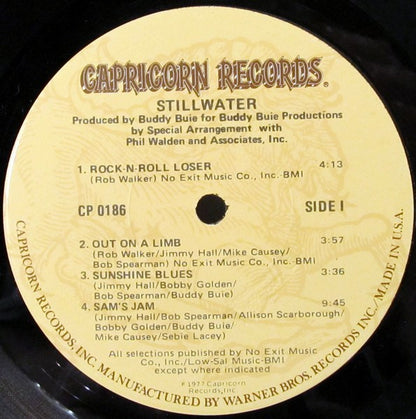 CAPRICORN RECORDS®
STILLWATER
Produced by Buddy Buie for Buddy Buie Productions
by Special Arrangement with
Phil Walden and Associates, Inc.
1. ROCK-N-ROLL LOSER 4:13
(Rob Walker) No Exit Music Co., Inc. BMI
CP 0186 SIDE I
2. OUT ON A LIMB 3:57
(Rob Walker/Jimmy Hall/Mike Causey/
Bob Spearman) No Exit Music Co., Inc. BMI
3. SUNSHINE BLUES 3:36
(Jimmy Hall/Bobby Golden/
Bob Spearman/Buddy Buie)
4. SAM'S JAM 9:45
(Jimmy Hall/Bob Spearman/Allison Scarborough/
Bobby Golden/Buddy Buie/
Mike Causey/Sebie Lacey)
All selections published by No Exit Music
Co., Inc./Low-Sal Music-BMI
except where indicated
℗1977 Capricorn
Records, Inc.
CAPRICORN RECORDS, INC. MANUFACTURED BY WARNER BROS. RECORDS INC./MADE IN U.S.A.